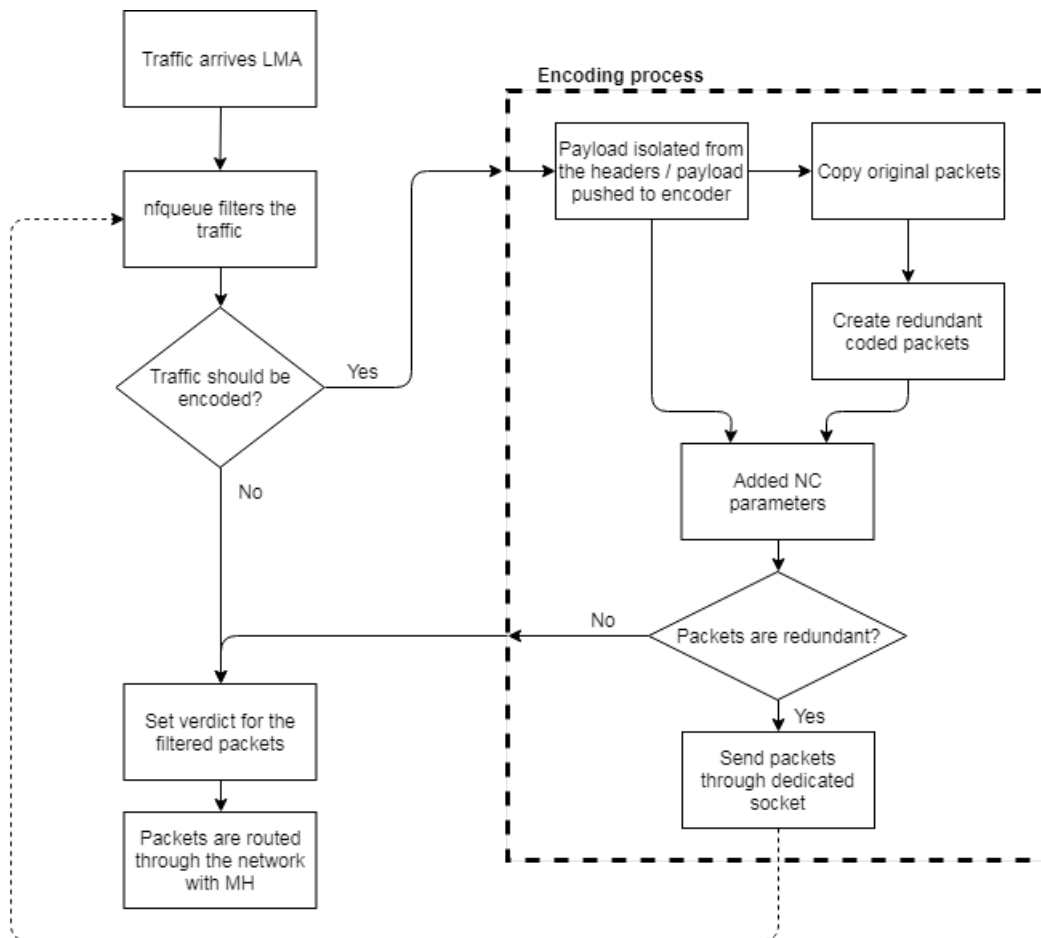 Traffic arrives LMA
Encoding process
Payload isolated from
the headers / payload
pushed to encoder
Copy original packets
nfqueue filters the
traffic
Create redundant
coded packets
Traffic should be
encoded?
Yes
No
Added NC
parameters
Packets are redundant?
No
Yes
Set verdict for the
filtered packets
Send packets
through dedicated
socket
Packets are routed
through the network
with MH